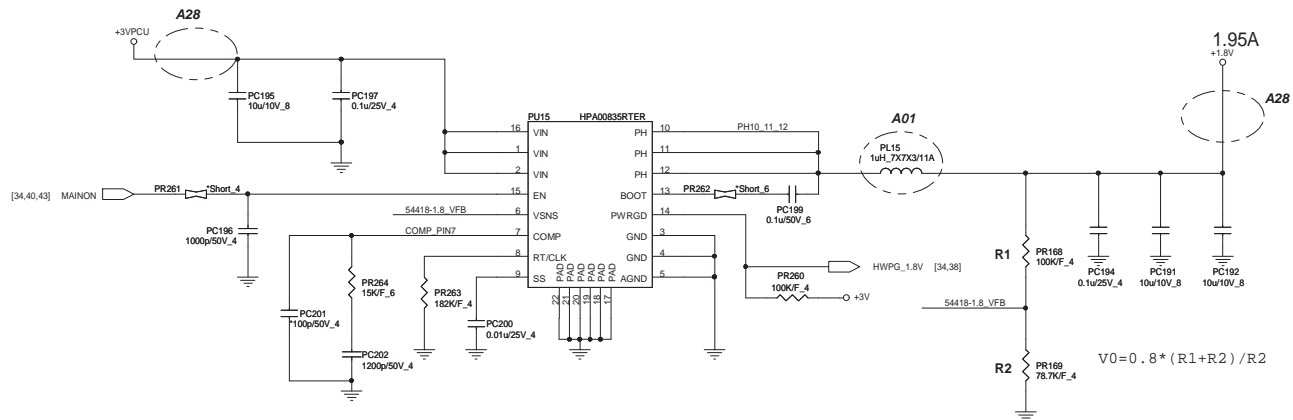 A28
+3VPCU
PC195
10u/10V_8
PC197
0.1u/25V_4
1.95A
+1.8V
A28
PU15 HPA00835RTER
16 VIN
1 VIN
2 VIN
15 EN
6 VSNS
7 COMP
8 RT/CLK
9 SS
PH 10
PH 11
PH 12
BOOT 13
PWRGD 14
GND 3
GND 4
AGND 5
PAD PAD PAD PAD PAD PAD
22 21 20 19 18 17
PH10_11_12
A01
PL15
1uH_7X7X3/11A
[34,40,43] MAINON
PR261 *Short_4
PC196
1000p/50V_4
54418-1.8_VFB
COMP_PIN7
PR262 *Short_6
PC199
0.1u/50V_6
PR264
15K/F_6
PC201
*100p/50V_4
PC202
1200p/50V_4
PR263
182K/F_4
PC200
0.01u/25V_4
HWPG_1.8V [34,38]
PR260
100K/F_4
+3V
R1
PR168
100K/F_4
PC194
0.1u/25V_4
PC191
10u/10V_8
PC192
10u/10V_8
54418-1.8_VFB
R2
PR169
78.7K/F_4
V0=0.8*(R1+R2)/R2